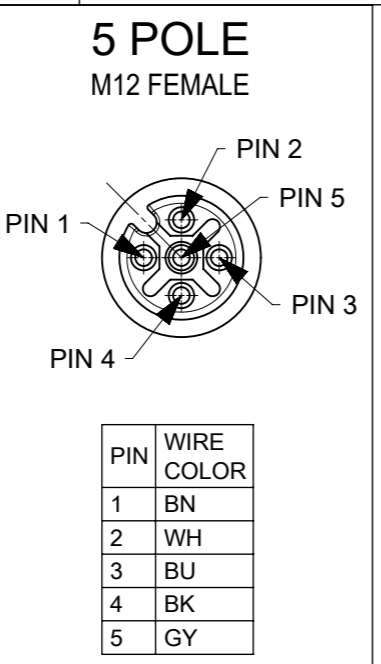 5 POLE
M12 FEMALE
PIN 2
PIN 5
PIN 1
PIN 3
PIN 4
PIN WIRE COLOR
1 BN
2 WH
3 BU
4 BK
5 GY